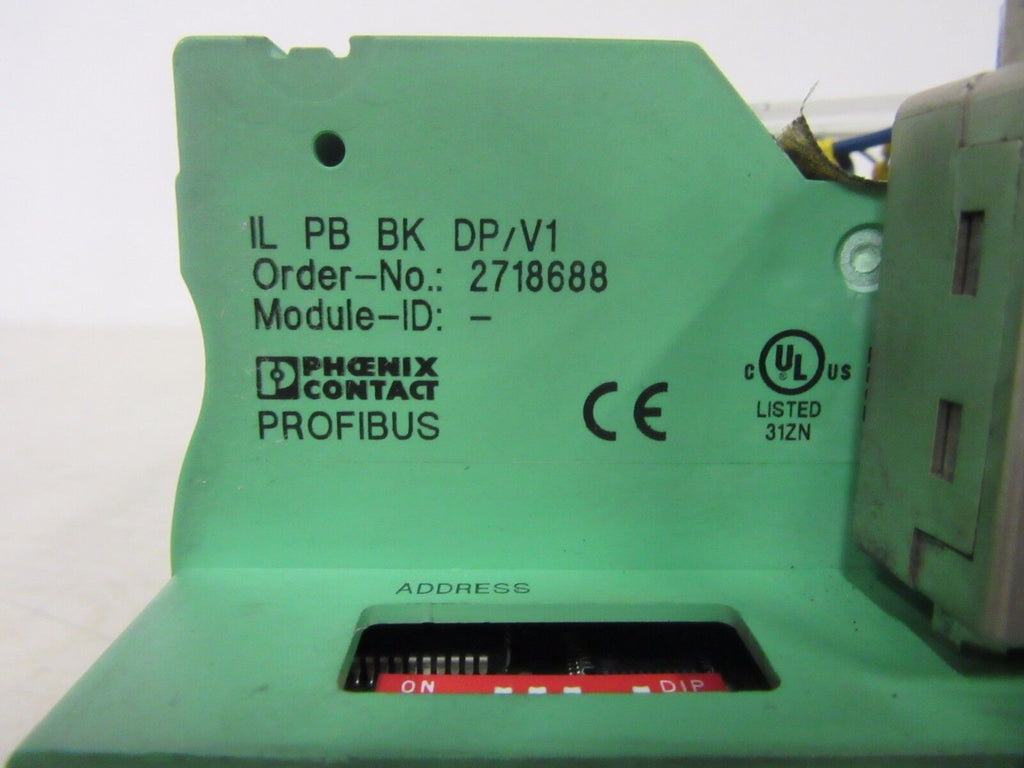 IL PB BK DP/V1
Order-No.: 2718688
Module-ID: -
PHŒNIX
CONTACT
PROFIBUS
CE
C UL ® US
LISTED
31ZN
ADDRESS
ON DIP